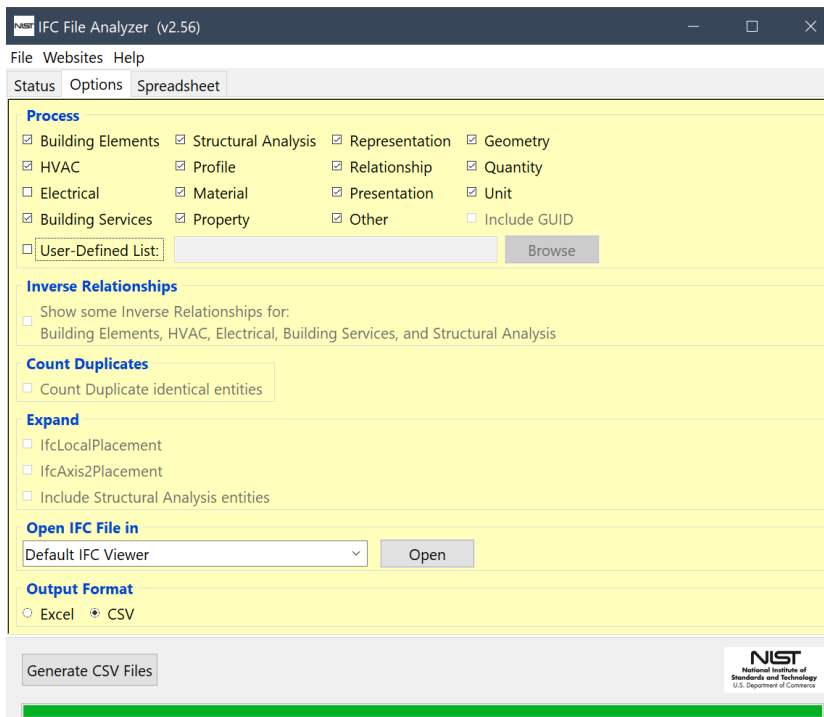 NIST IFC File Analyzer (v2.56)
File Websites Help
Status Options Spreadsheet
Process
Building Elements Structural Analysis Representation Geometry
HVAC Profile Relationship Quantity
Electrical Material Presentation Unit
Building Services Property Other Include GUID
User-Defined List: Browse
Inverse Relationships
Show some Inverse Relationships for:
Building Elements, HVAC, Electrical, Building Services, and Structural Analysis
Count Duplicates
Count Duplicate identical entities
Expand
IfcLocalPlacement
IfcAxis2Placement
Include Structural Analysis entities
Open IFC File in
Default IFC Viewer Open
Output Format
Excel CSV
Generate CSV Files
NIST
National Institute of
Standards and Technology
U.S. Department of Commerce